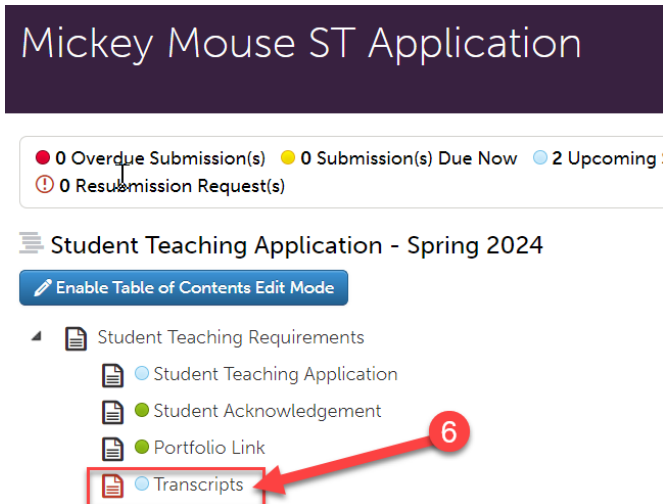 Mickey Mouse ST Application
0 Overdue Submission(s) 0 Submission(s) Due Now 2 Upcoming
0 Resubmission Request(s)
Student Teaching Application - Spring 2024
Enable Table of Contents Edit Mode
Student Teaching Requirements
Student Teaching Application
Student Acknowledgement
6
Portfolio Link
Transcripts